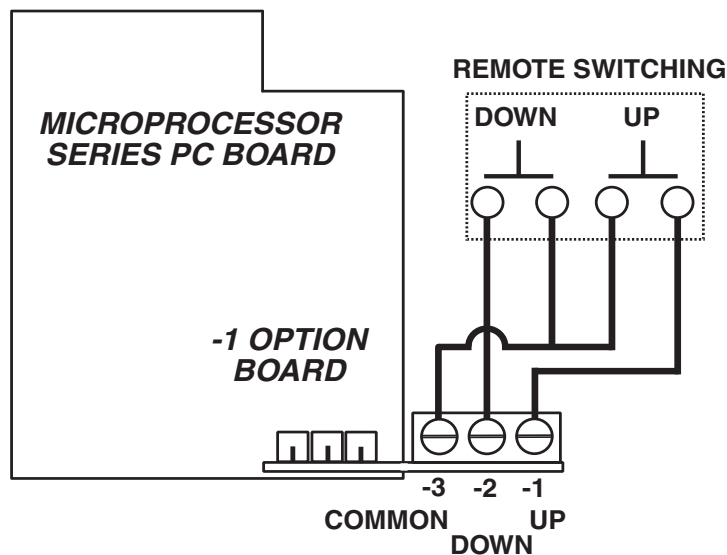 REMOTE SWITCHING
DOWN UP
MICROPROCESSOR
SERIES PC BOARD
-1 OPTION
BOARD
-3 -2 -1
COMMON UP
DOWN